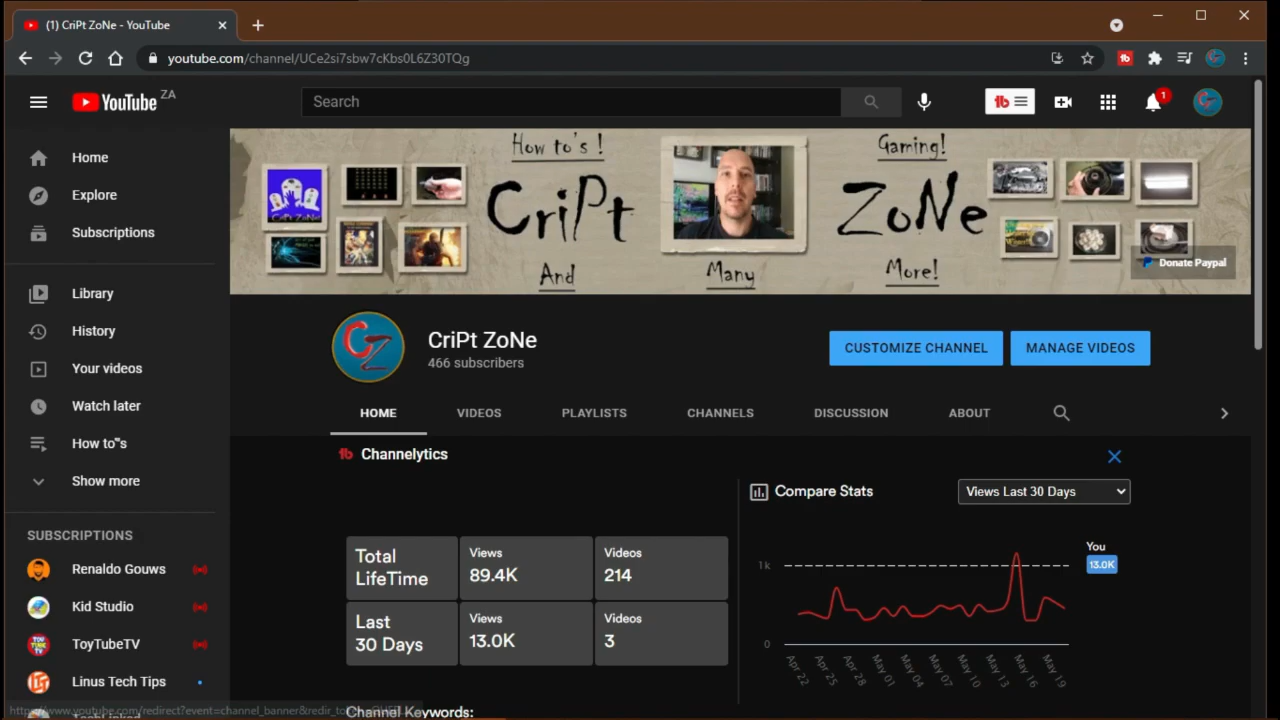 (1) CriPt ZoNe - YouTube
youtube.com/channel/UCe2si7sbw7cKbs0L6Z30TQg
YouTube ZA
Search
1
Home
Explore
Subscriptions
Library
History
Your videos
Watch later
How to"s
Show more
SUBSCRIPTIONS
Renaldo Gouws
Kid Studio
ToyTubeTV
Linus Tech Tips
How to's !
Gaming!
CriPt ZoNe
And
Many
More!
Donate Paypal
CriPt ZoNe
466 subscribers
CUSTOMIZE CHANNEL
MANAGE VIDEOS
HOME VIDEOS PLAYLISTS CHANNELS DISCUSSION ABOUT
Channelytics
Compare Stats
Views Last 30 Days
Total LifeTime
Views
89.4K
Videos
214
Last 30 Days
Views
13.0K
Videos
3
You
13.0K
1k
0
Apr 22
Apr 25
Apr 28
May 01
May 04
May 07
May 10
May 13
May 16
May 19
Channel Keywords: